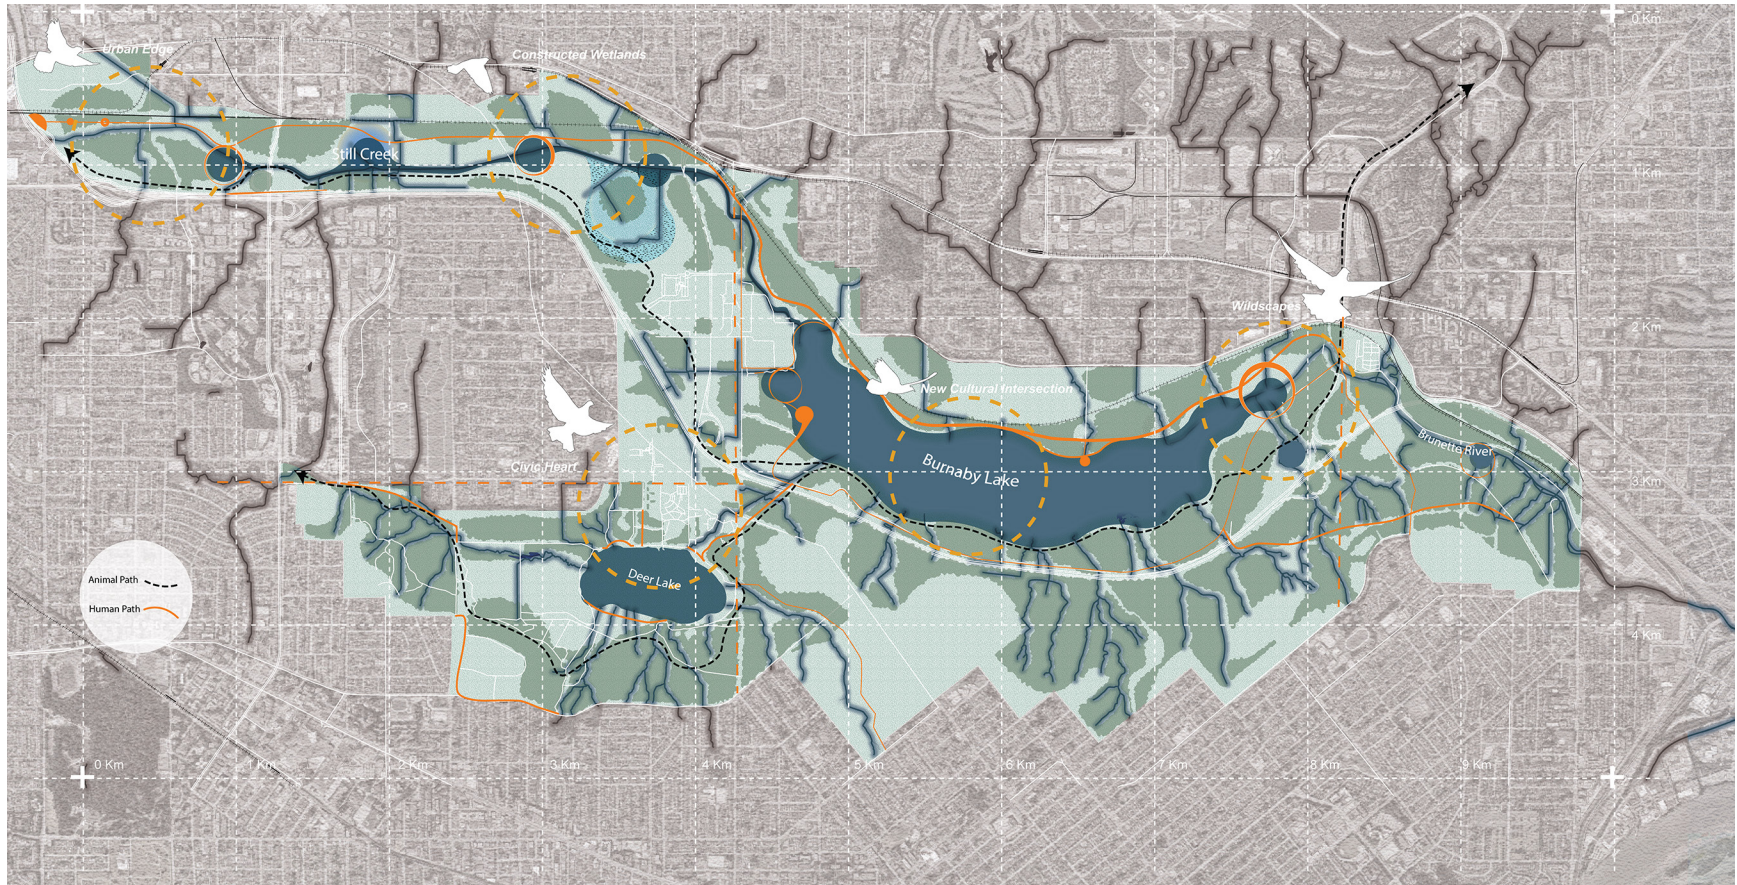 0 Km
Urban Edge
Constructed Wetlands
Still Creek
1 Km
Wildscapes
2 Km
New Cultural Intersection
Brunette River
Civic Heart
Burnaby Lake
3 Km
Animal Path
Deer Lake
Human Path
4 Km
0 Km
1 Km
2 Km
3 Km
4 Km
5 Km
6 Km
7 Km
8 Km
9 Km